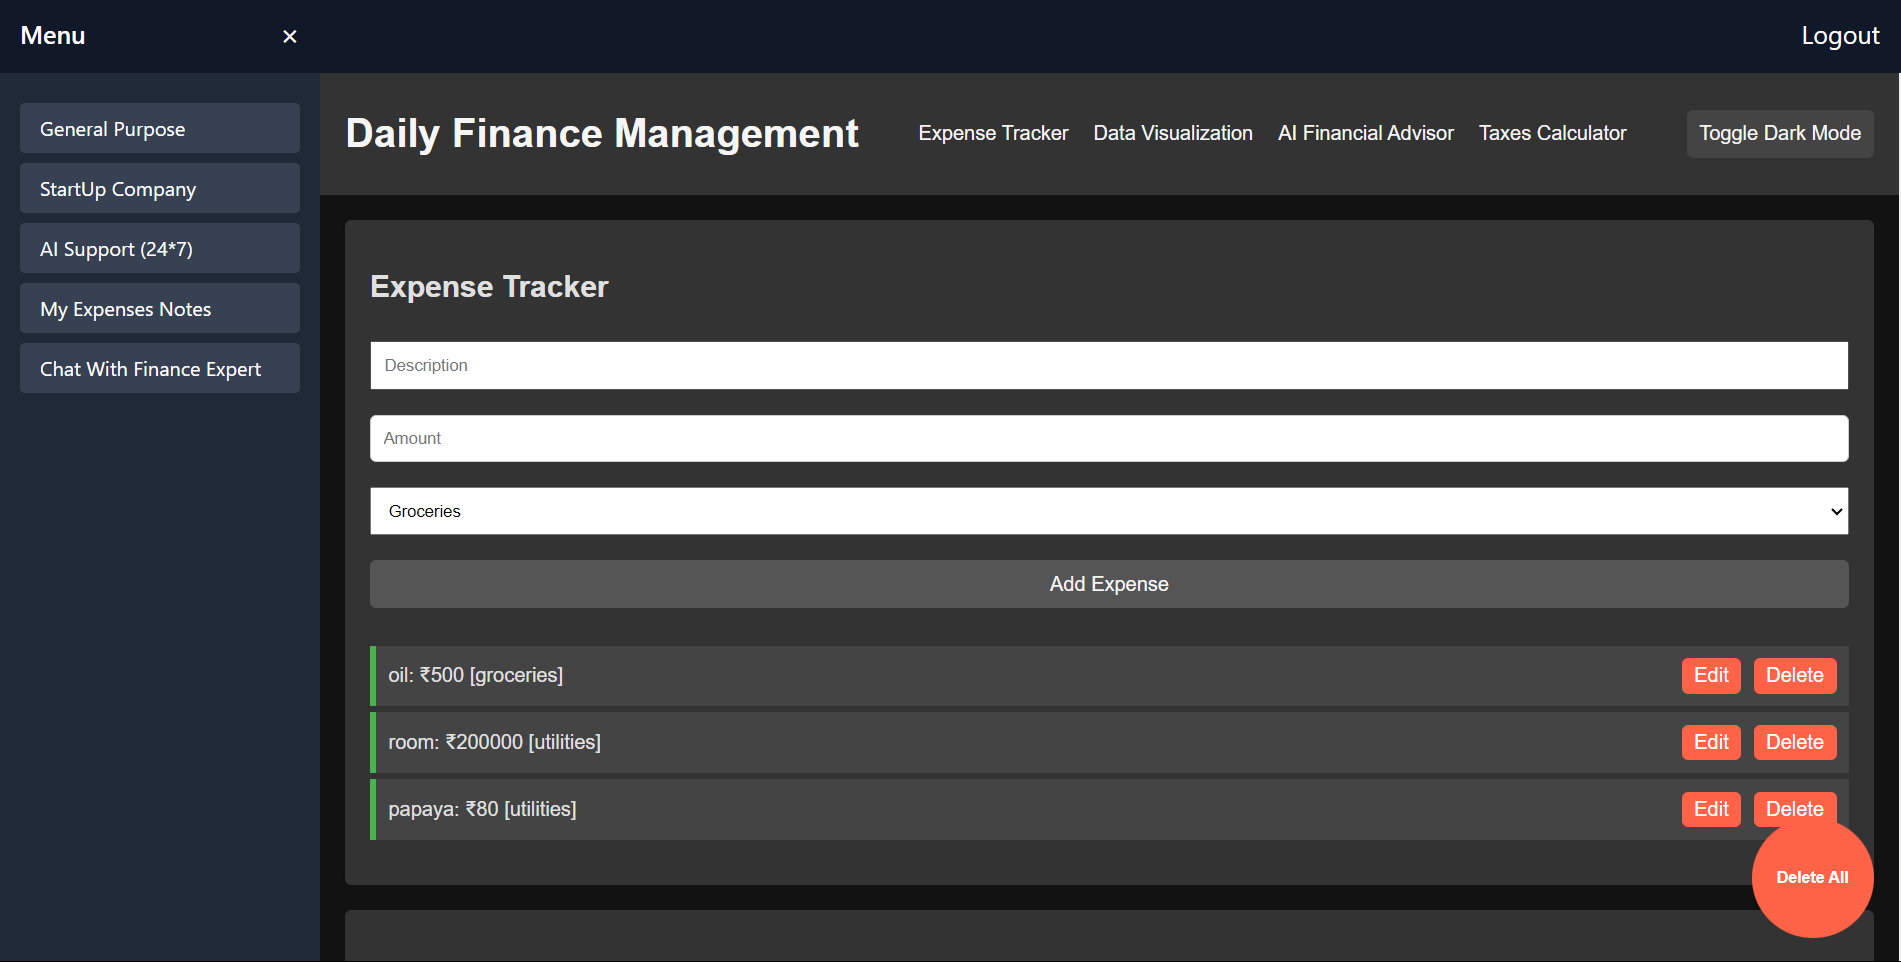 Menu ✕ Logout
General Purpose
StartUp Company
AI Support (24*7)
My Expenses Notes
Chat With Finance Expert
Daily Finance Management Expense Tracker Data Visualization AI Financial Advisor Taxes Calculator Toggle Dark Mode
Expense Tracker
Description
Amount
Groceries
Add Expense
oil: ₹500 [groceries] Edit Delete
room: ₹200000 [utilities] Edit Delete
papaya: ₹80 [utilities] Edit Delete
Delete All